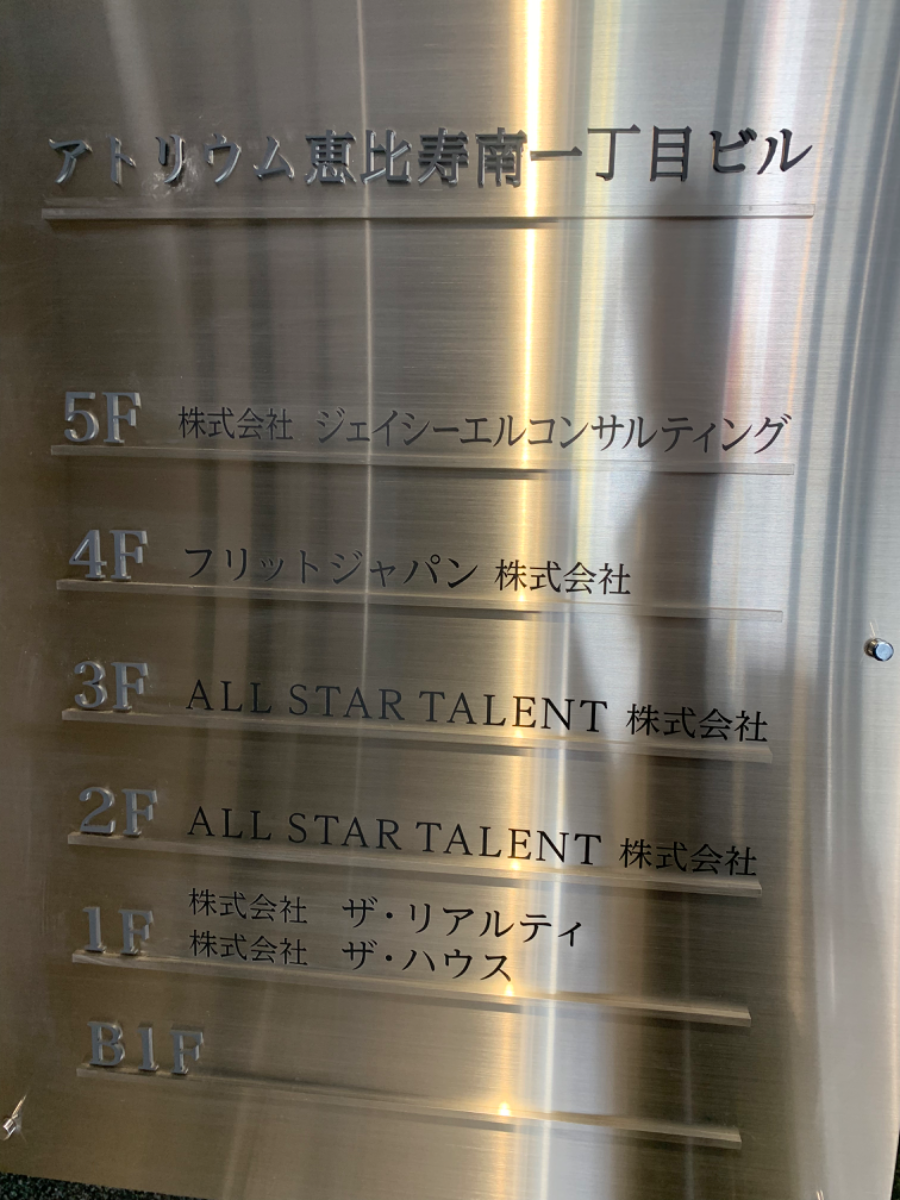 アトリウム恵比寿南一丁目ビル
5F 株式会社 ジェイシーエルコンサルティング
4F フリットジャパン 株式会社
3F ALL STAR TALENT 株式会社
2F ALL STAR TALENT 株式会社
1F 株式会社 ザ・リアルティ
株式会社 ザ・ハウス
B1F